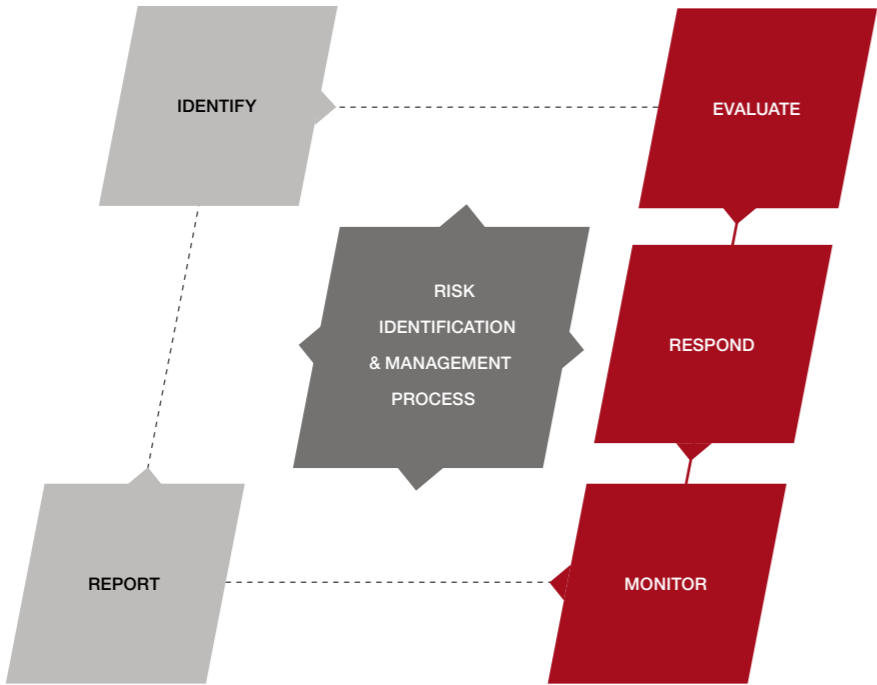 IDENTIFY
EVALUATE
RISK
IDENTIFICATION
& MANAGEMENT
PROCESS
RESPOND
REPORT
MONITOR